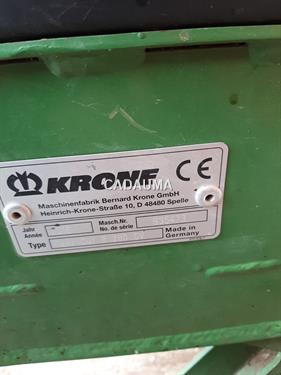 KRONE CE
CADAUMA
Maschinenfabrik Bernard Krone GmbH
Heinrich-Krone-Straße 10, D 48480 Spelle
Jahr
Année
Masch.Nr.
No. de série
Type
Made in
Germany